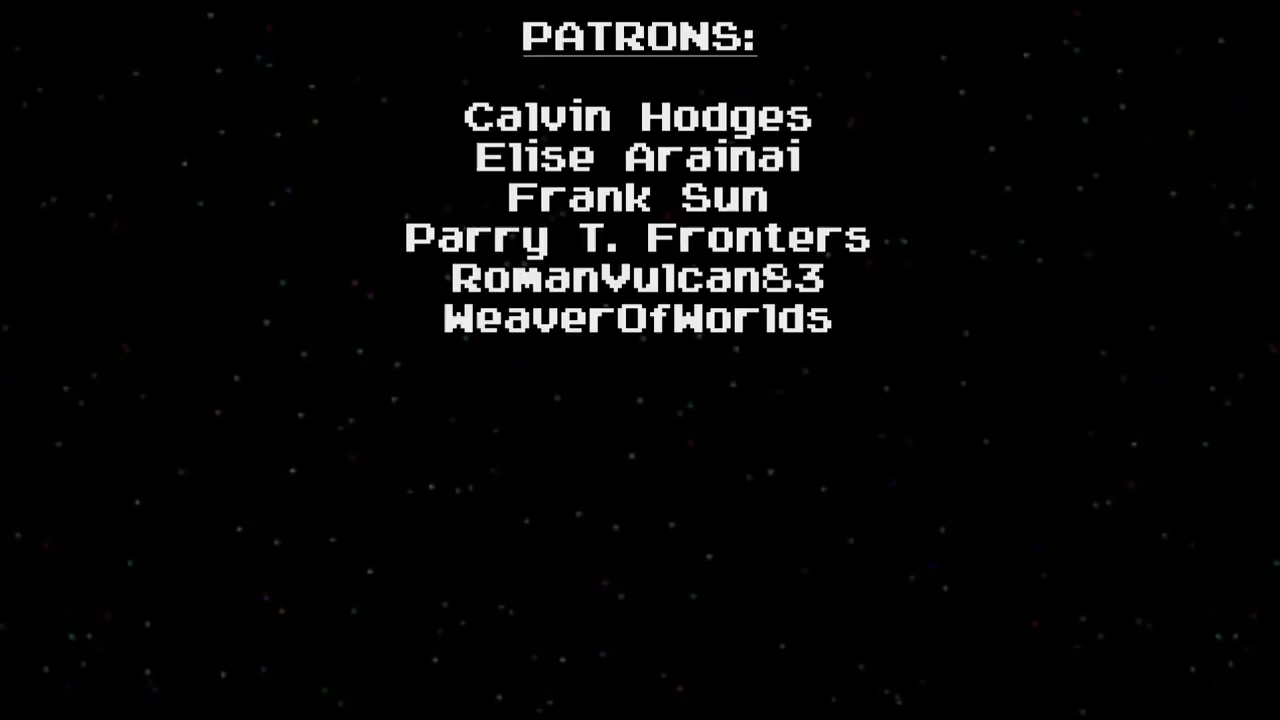 PATRONS:
Calvin Hodges
Elise Arainai
Frank Sun
Parry T. Fronters
RomanVulcan83
WeaverOfWorlds